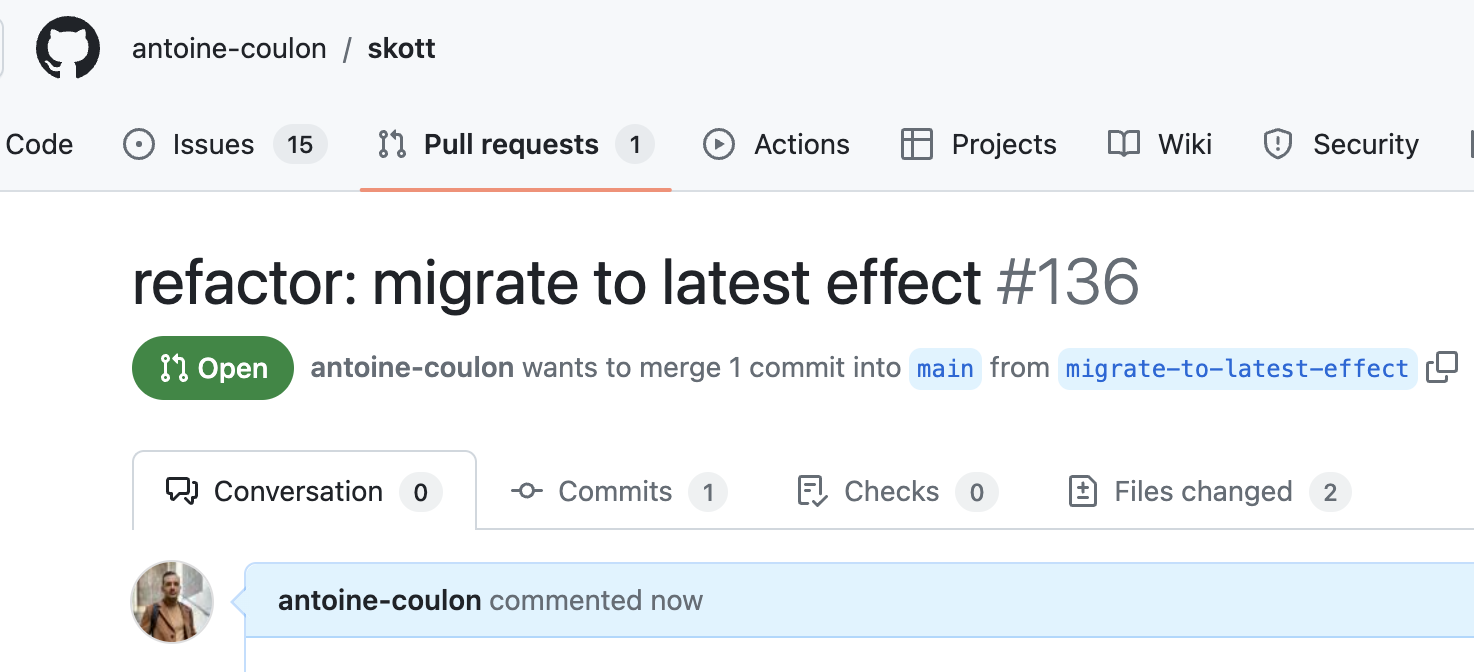 antoine-coulon / skott
Code Issues 15 Pull requests 1 Actions Projects Wiki Security
refactor: migrate to latest effect #136
Open antoine-coulon wants to merge 1 commit into main from migrate-to-latest-effect
Conversation 0 Commits 1 Checks 0 Files changed 2
antoine-coulon commented now